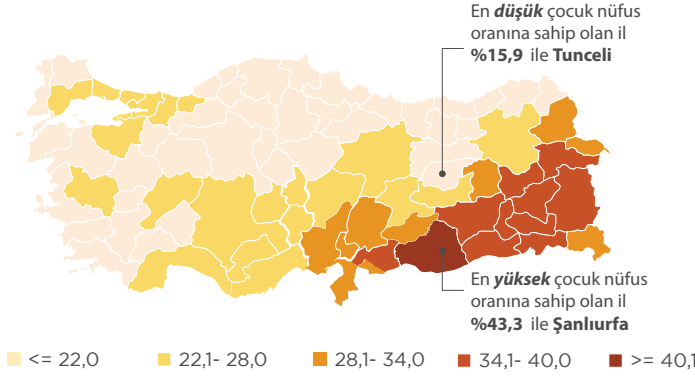 En düşük çocuk nüfus
oranına sahip olan il
%15,9 ile Tunceli
En yüksek çocuk nüfus
oranına sahip olan il
%43,3 ile Şanlıurfa
<= 22,0
22,1- 28,0
28,1- 34,0
34,1- 40,0
>= 40,1